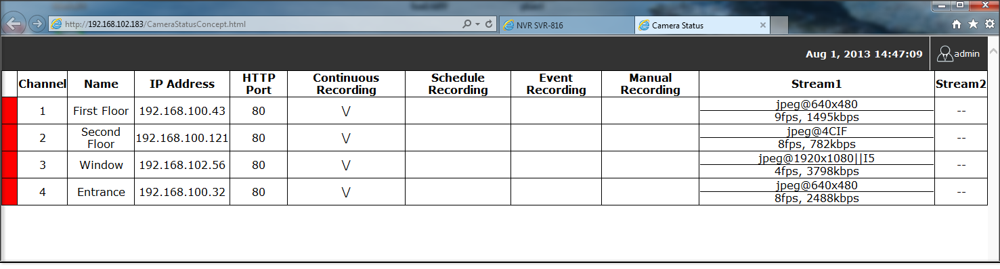 http://192.168.102.183/CameraStatusConcept.html
NVR SVR-816
Camera Status
Aug 1, 2013 14:47:09
admin
Channel Name IP Address HTTP Port Continuous Recording Schedule Recording Event Recording Manual Recording Stream1 Stream2
1 First Floor 192.168.100.43 80 \/ jpeg@640x480 --
9fps, 1495kbps
2 Second Floor 192.168.100.121 80 \/ jpeg@4CIF --
8fps, 782kbps
3 Window 192.168.102.56 80 \/ jpeg@1920x1080||I5 --
4fps, 3798kbps
4 Entrance 192.168.100.32 80 \/ jpeg@640x480 --
8fps, 2488kbps